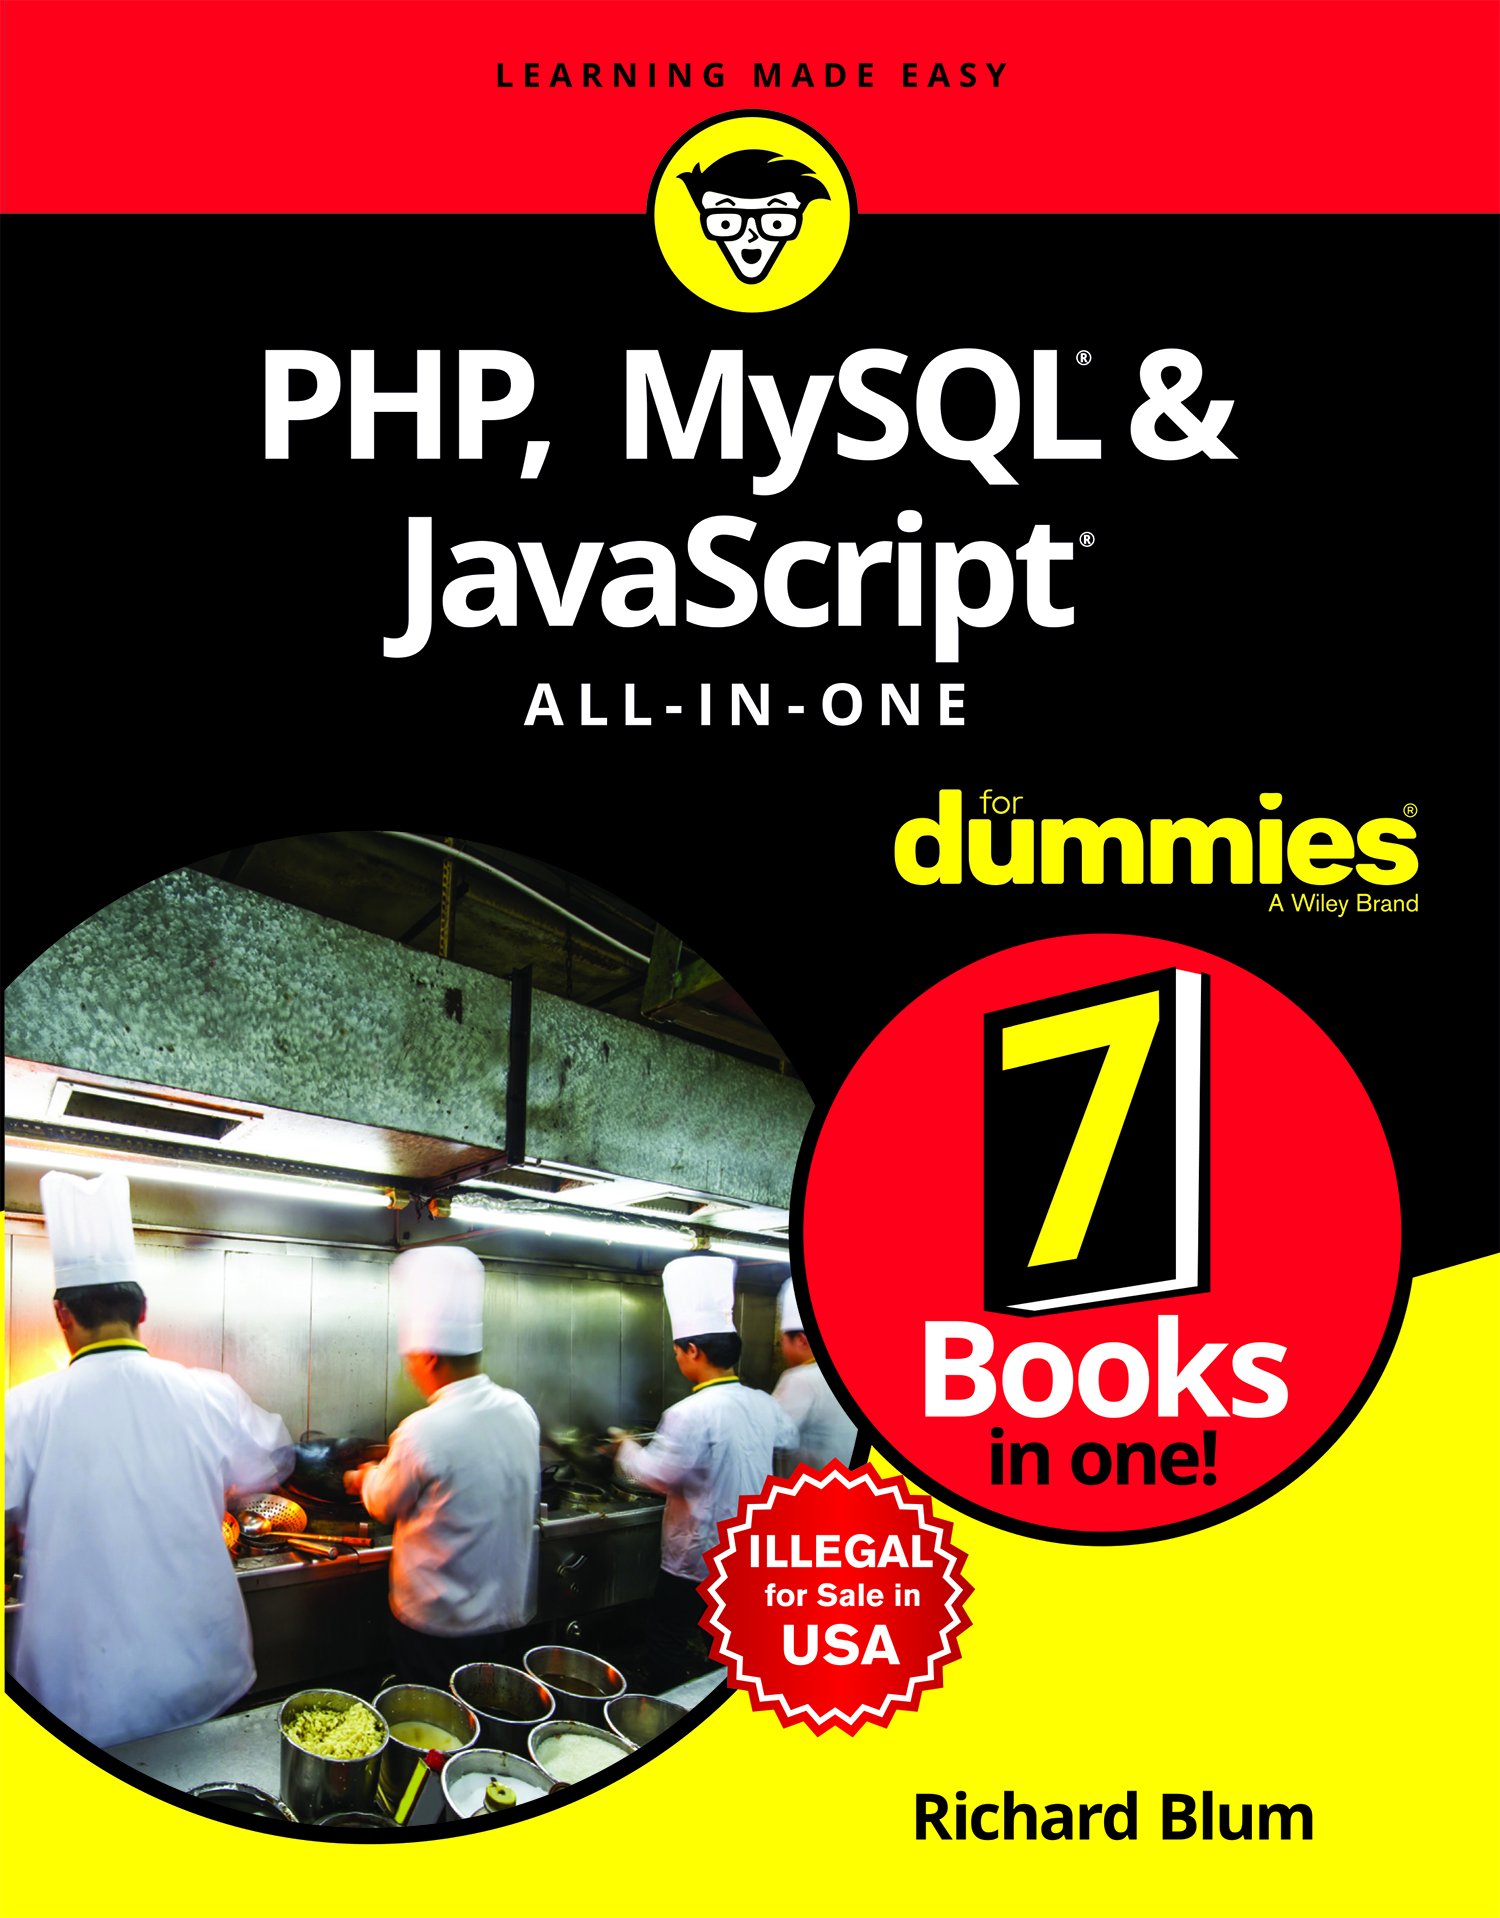 LEARNING MADE EASY
PHP, MySQL® &
JavaScript®
ALL-IN-ONE
for
dummies®
A Wiley Brand
7
Books
in one!
ILLEGAL
for Sale in
USA
Richard Blum